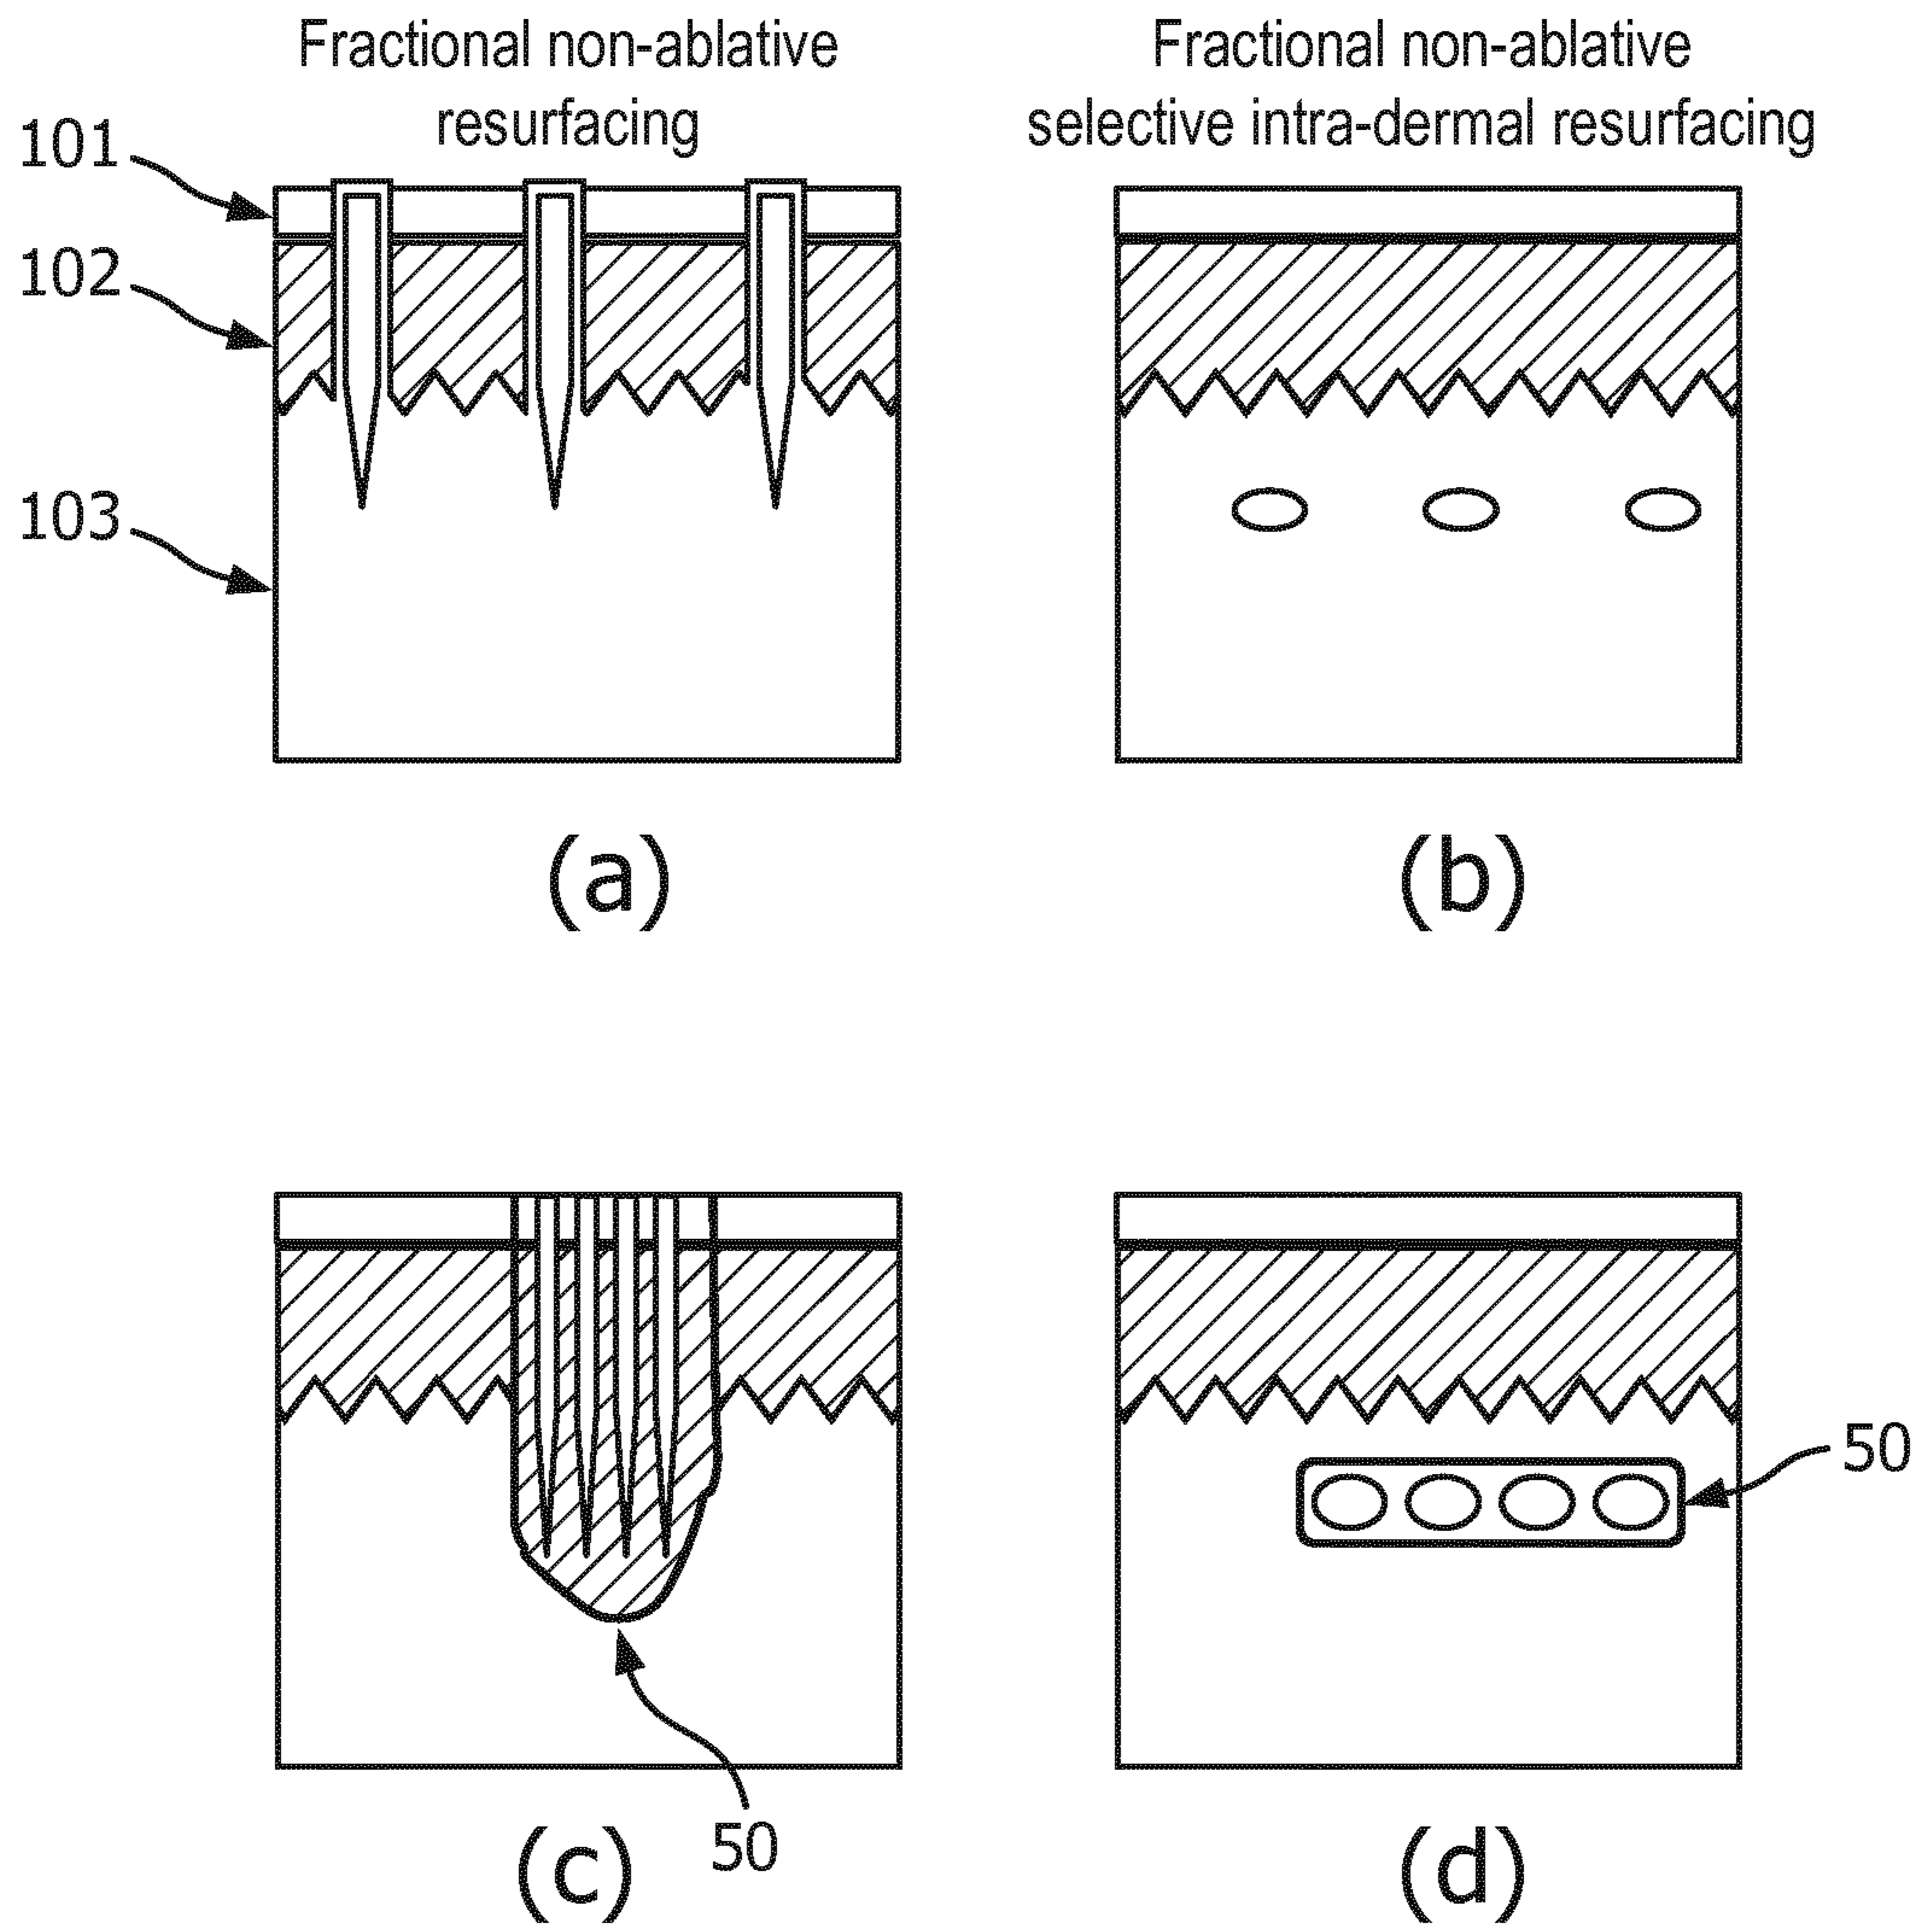 Fractional non-ablative
resurfacing
Fractional non-ablative
selective intra-dermal resurfacing
101
102
103
(a)
(b)
50
50
(c)
(d)